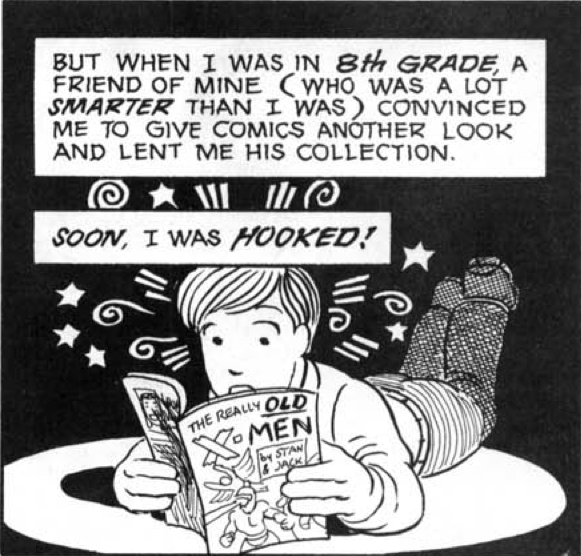 BUT WHEN I WAS IN 8th GRADE, A
FRIEND OF MINE (WHO WAS A LOT
SMARTER THAN I WAS) CONVINCED
ME TO GIVE COMICS ANOTHER LOOK
AND LENT ME HIS COLLECTION.
SOON, I WAS HOOKED!
THE REALLY OLD
X-MEN
by STAN
& JACK